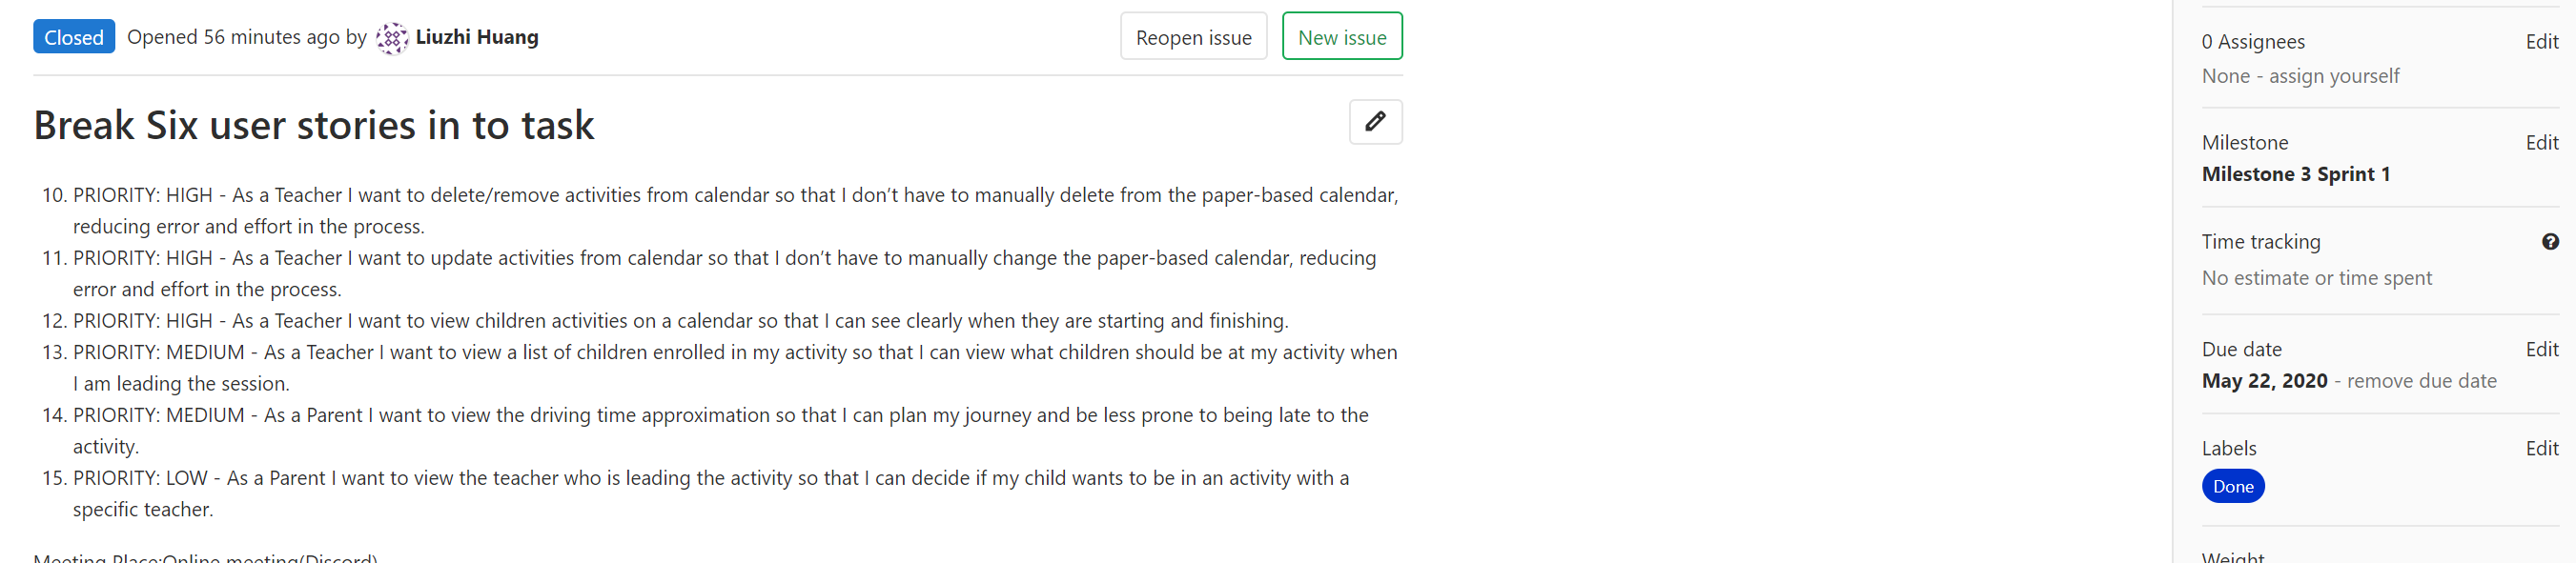 Closed Opened 56 minutes ago by Liuzhi Huang
Reopen issue
New issue
Break Six user stories in to task
10. PRIORITY: HIGH - As a Teacher I want to delete/remove activities from calendar so that I don’t have to manually delete from the paper-based calendar,
reducing error and effort in the process.
11. PRIORITY: HIGH - As a Teacher I want to update activities from calendar so that I don’t have to manually change the paper-based calendar, reducing
error and effort in the process.
12. PRIORITY: HIGH - As a Teacher I want to view children activities on a calendar so that I can see clearly when they are starting and finishing.
13. PRIORITY: MEDIUM - As a Teacher I want to view a list of children enrolled in my activity so that I can view what children should be at my activity when
I am leading the session.
14. PRIORITY: MEDIUM - As a Parent I want to view the driving time approximation so that I can plan my journey and be less prone to being late to the
activity.
15. PRIORITY: LOW - As a Parent I want to view the teacher who is leading the activity so that I can decide if my child wants to be in an activity with a
specific teacher.
Meeting Place:Online meeting(Discord)
0 Assignees Edit
None - assign yourself
Milestone Edit
Milestone 3 Sprint 1
Time tracking ?
No estimate or time spent
Due date Edit
May 22, 2020 - remove due date
Labels Edit
Done
Weight